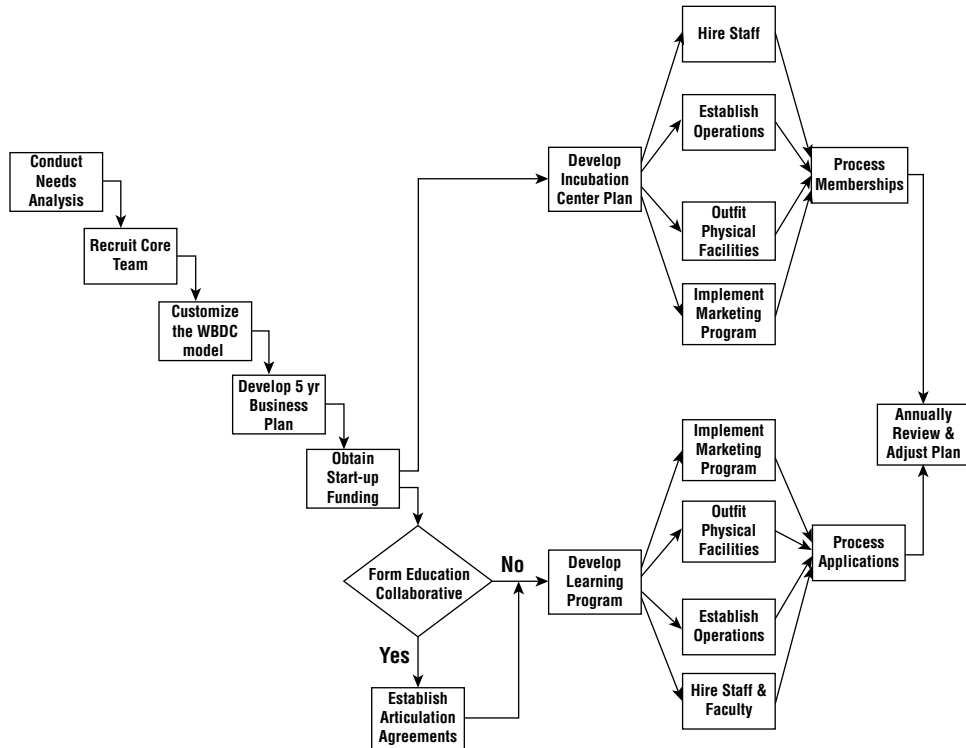 Conduct
Needs
Analysis
Recruit Core
Team
Customize
the WBDC
model
Develop 5 yr
Business
Plan
Obtain
Start-up
Funding
Develop
Incubation
Center Plan
Hire Staff
Establish
Operations
Outfit
Physical
Facilities
Implement
Marketing
Program
Process
Memberships
Form Education
Collaborative
No
Yes
Establish
Articulation
Agreements
Develop
Learning
Program
Implement
Marketing
Program
Outfit
Physical
Facilities
Establish
Operations
Hire Staff &
Faculty
Process
Applications
Annually
Review &
Adjust Plan